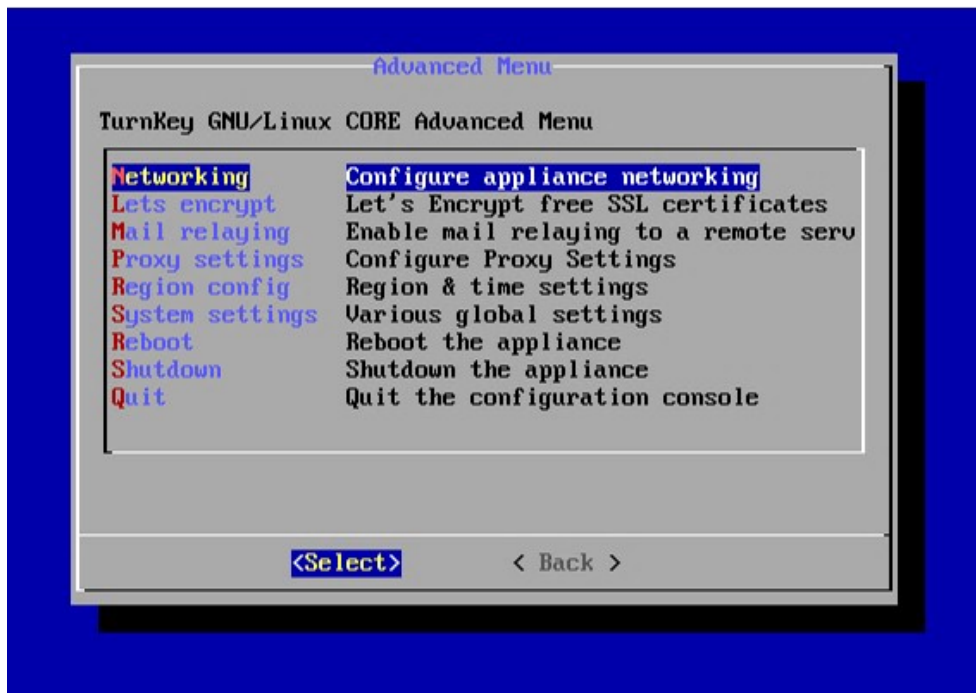 Advanced Menu
TurnKey GNU/Linux CORE Advanced Menu
Networking Configure appliance networking
Lets encrypt Let's Encrypt free SSL certificates
Mail relaying Enable mail relaying to a remote serv
Proxy settings Configure Proxy Settings
Region config Region & time settings
System settings Various global settings
Reboot Reboot the appliance
Shutdown Shutdown the appliance
Quit Quit the configuration console
<Select> < Back >